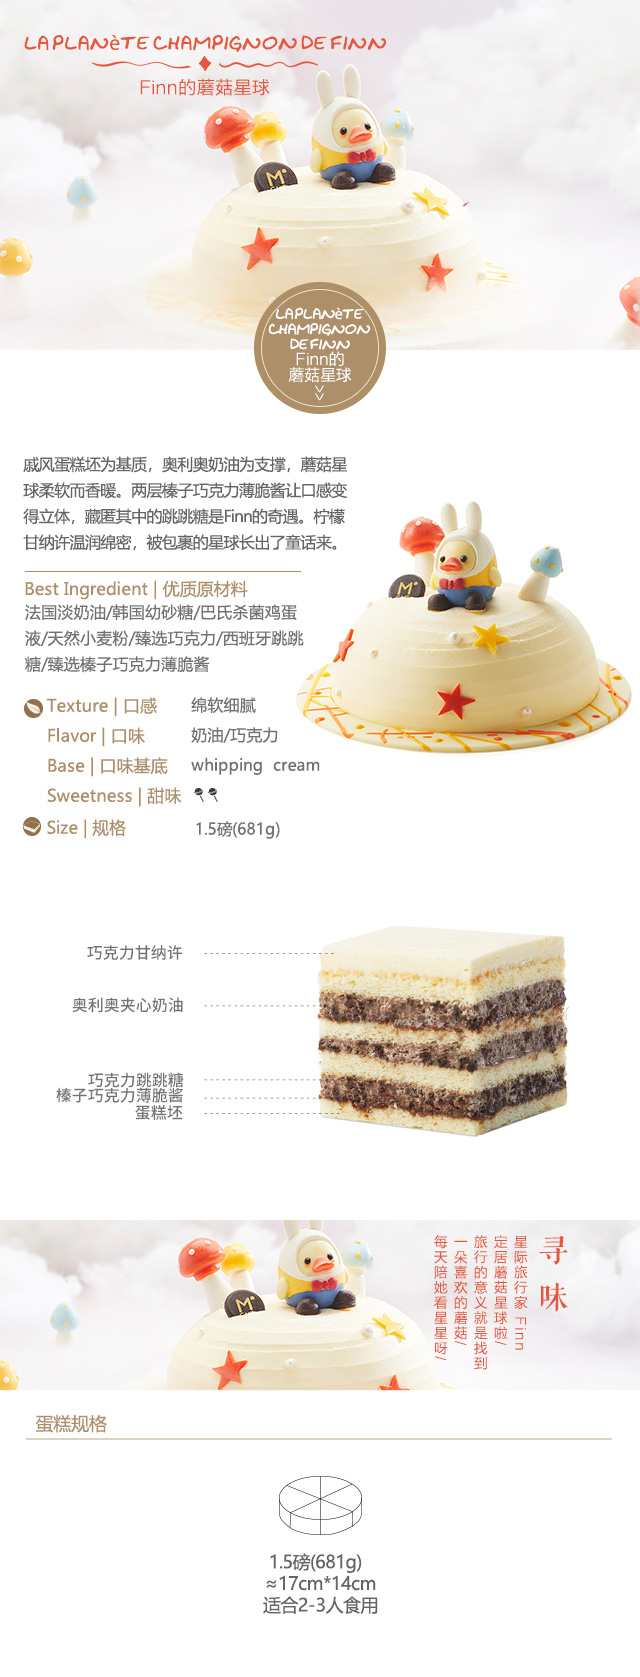 LA PLANèTE CHAMPIGNON DE FINN
Finn的蘑菇星球
M
LA PLANèTE
CHAMPIGNON
DE FINN
Finn的
蘑菇星球
戚风蛋糕坯为基质，奥利奥奶油为支撑，蘑菇星
球柔软而香暖。两层榛子巧克力薄脆酱让口感变
得立体，藏匿其中的跳跳糖是Finn的奇遇。柠檬
甘纳许温润绵密，被包裹的星球长出了童话来。
Best Ingredient | 优质原材料
法国淡奶油/韩国幼砂糖/巴氏杀菌鸡蛋
液/天然小麦粉/臻选巧克力/西班牙跳跳
糖/臻选榛子巧克力薄脆酱
M
Texture | 口感 绵软细腻
Flavor | 口味 奶油/巧克力
Base | 口味基底 whipping cream
Sweetness | 甜味
Size | 规格 1.5磅(681g)
巧克力甘纳许
奥利奥夹心奶油
巧克力跳跳糖
榛子巧克力薄脆酱
蛋糕坯
寻味
星际旅行家 Finn
定居蘑菇星球啦/
旅行的意义就是找到
一朵喜欢的蘑菇/
每天陪她看星星呀/
M
蛋糕规格
1.5磅(681g)
≈17cm*14cm
适合2-3人食用